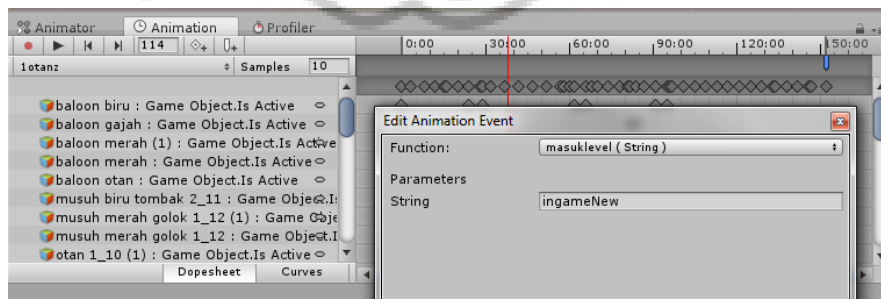 Animator Animation Profiler
114 0:00 30:00 60:00 90:00 120:00 150:00
1otanz Samples 10
baloon biru : Game Object.Is Active
baloon gajah : Game Object.Is Active
baloon merah (1) : Game Object.Is Active
baloon merah : Game Object.Is Active
baloon otan : Game Object.Is Active
musuh biru tombak 2_11 : Game Object.I
musuh merah golok 1_12 (1) : Game Obje
musuh merah golok 1_12 : Game Object.I
otan 1_10 (1) : Game Object.Is Active
Dopesheet Curves
Edit Animation Event
Function: masuklevel ( String )
Parameters
String ingameNew